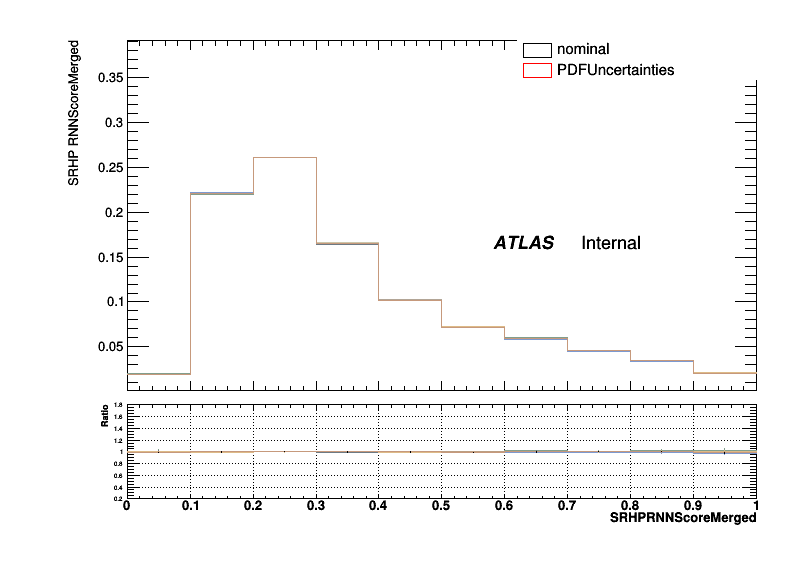 nominal
PDFUncertainties
SRHP RNNScoreMerged
0.35
0.3
0.25
0.2
0.15
0.1
0.05
ATLAS Internal
Ratio
1.8
1.6
1.4
1.2
1
0.8
0.6
0.4
0.2
0 0.1 0.2 0.3 0.4 0.5 0.6 0.7 0.8 0.9 1
SRHPRNNScoreMerged